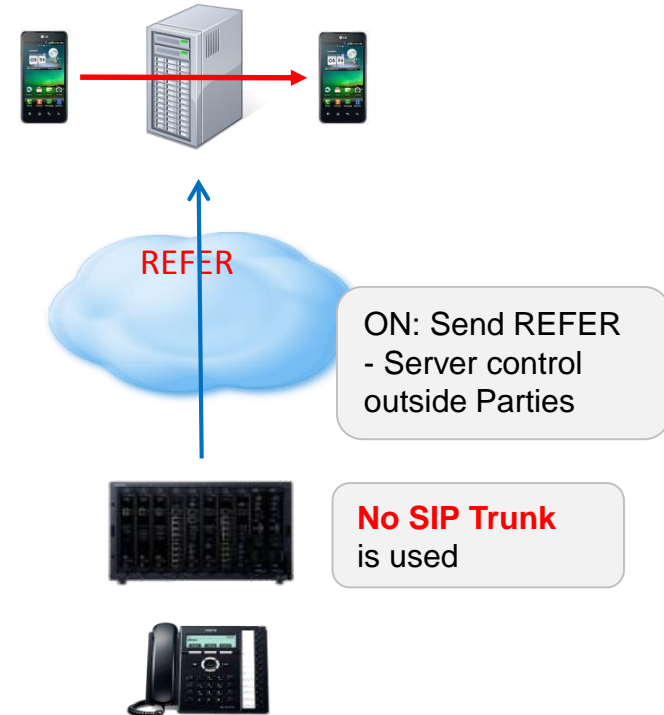 REFER
ON: Send REFER
- Server control
outside Parties
No SIP Trunk
is used